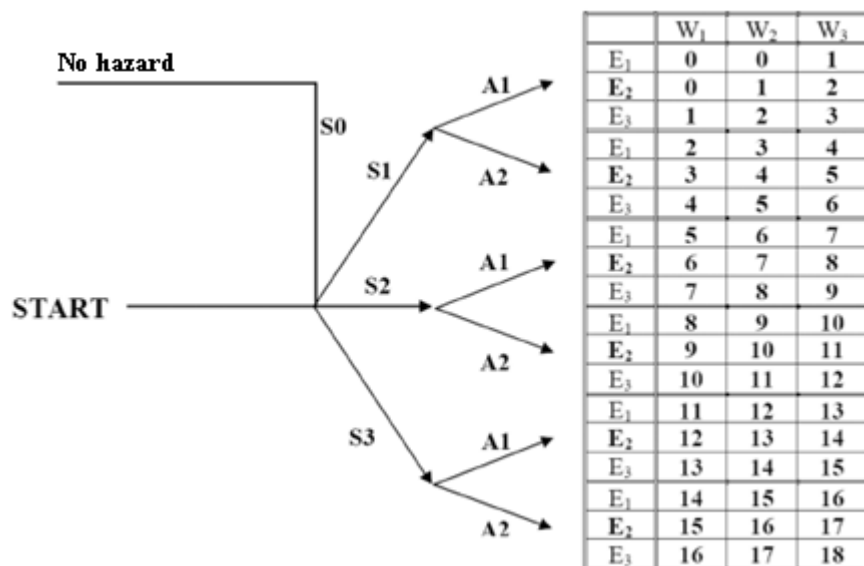 W₁ W₂ W₃
No hazard
E₁ 0 0 1
A1
E₂ 0 1 2
S0
E₃ 1 2 3
E₁ 2 3 4
S1
A2
E₂ 3 4 5
E₃ 4 5 6
E₁ 5 6 7
A1
E₂ 6 7 8
S2
E₃ 7 8 9
START
E₁ 8 9 10
A2
E₂ 9 10 11
E₃ 10 11 12
E₁ 11 12 13
S3
A1
E₂ 12 13 14
E₃ 13 14 15
E₁ 14 15 16
A2
E₂ 15 16 17
E₃ 16 17 18